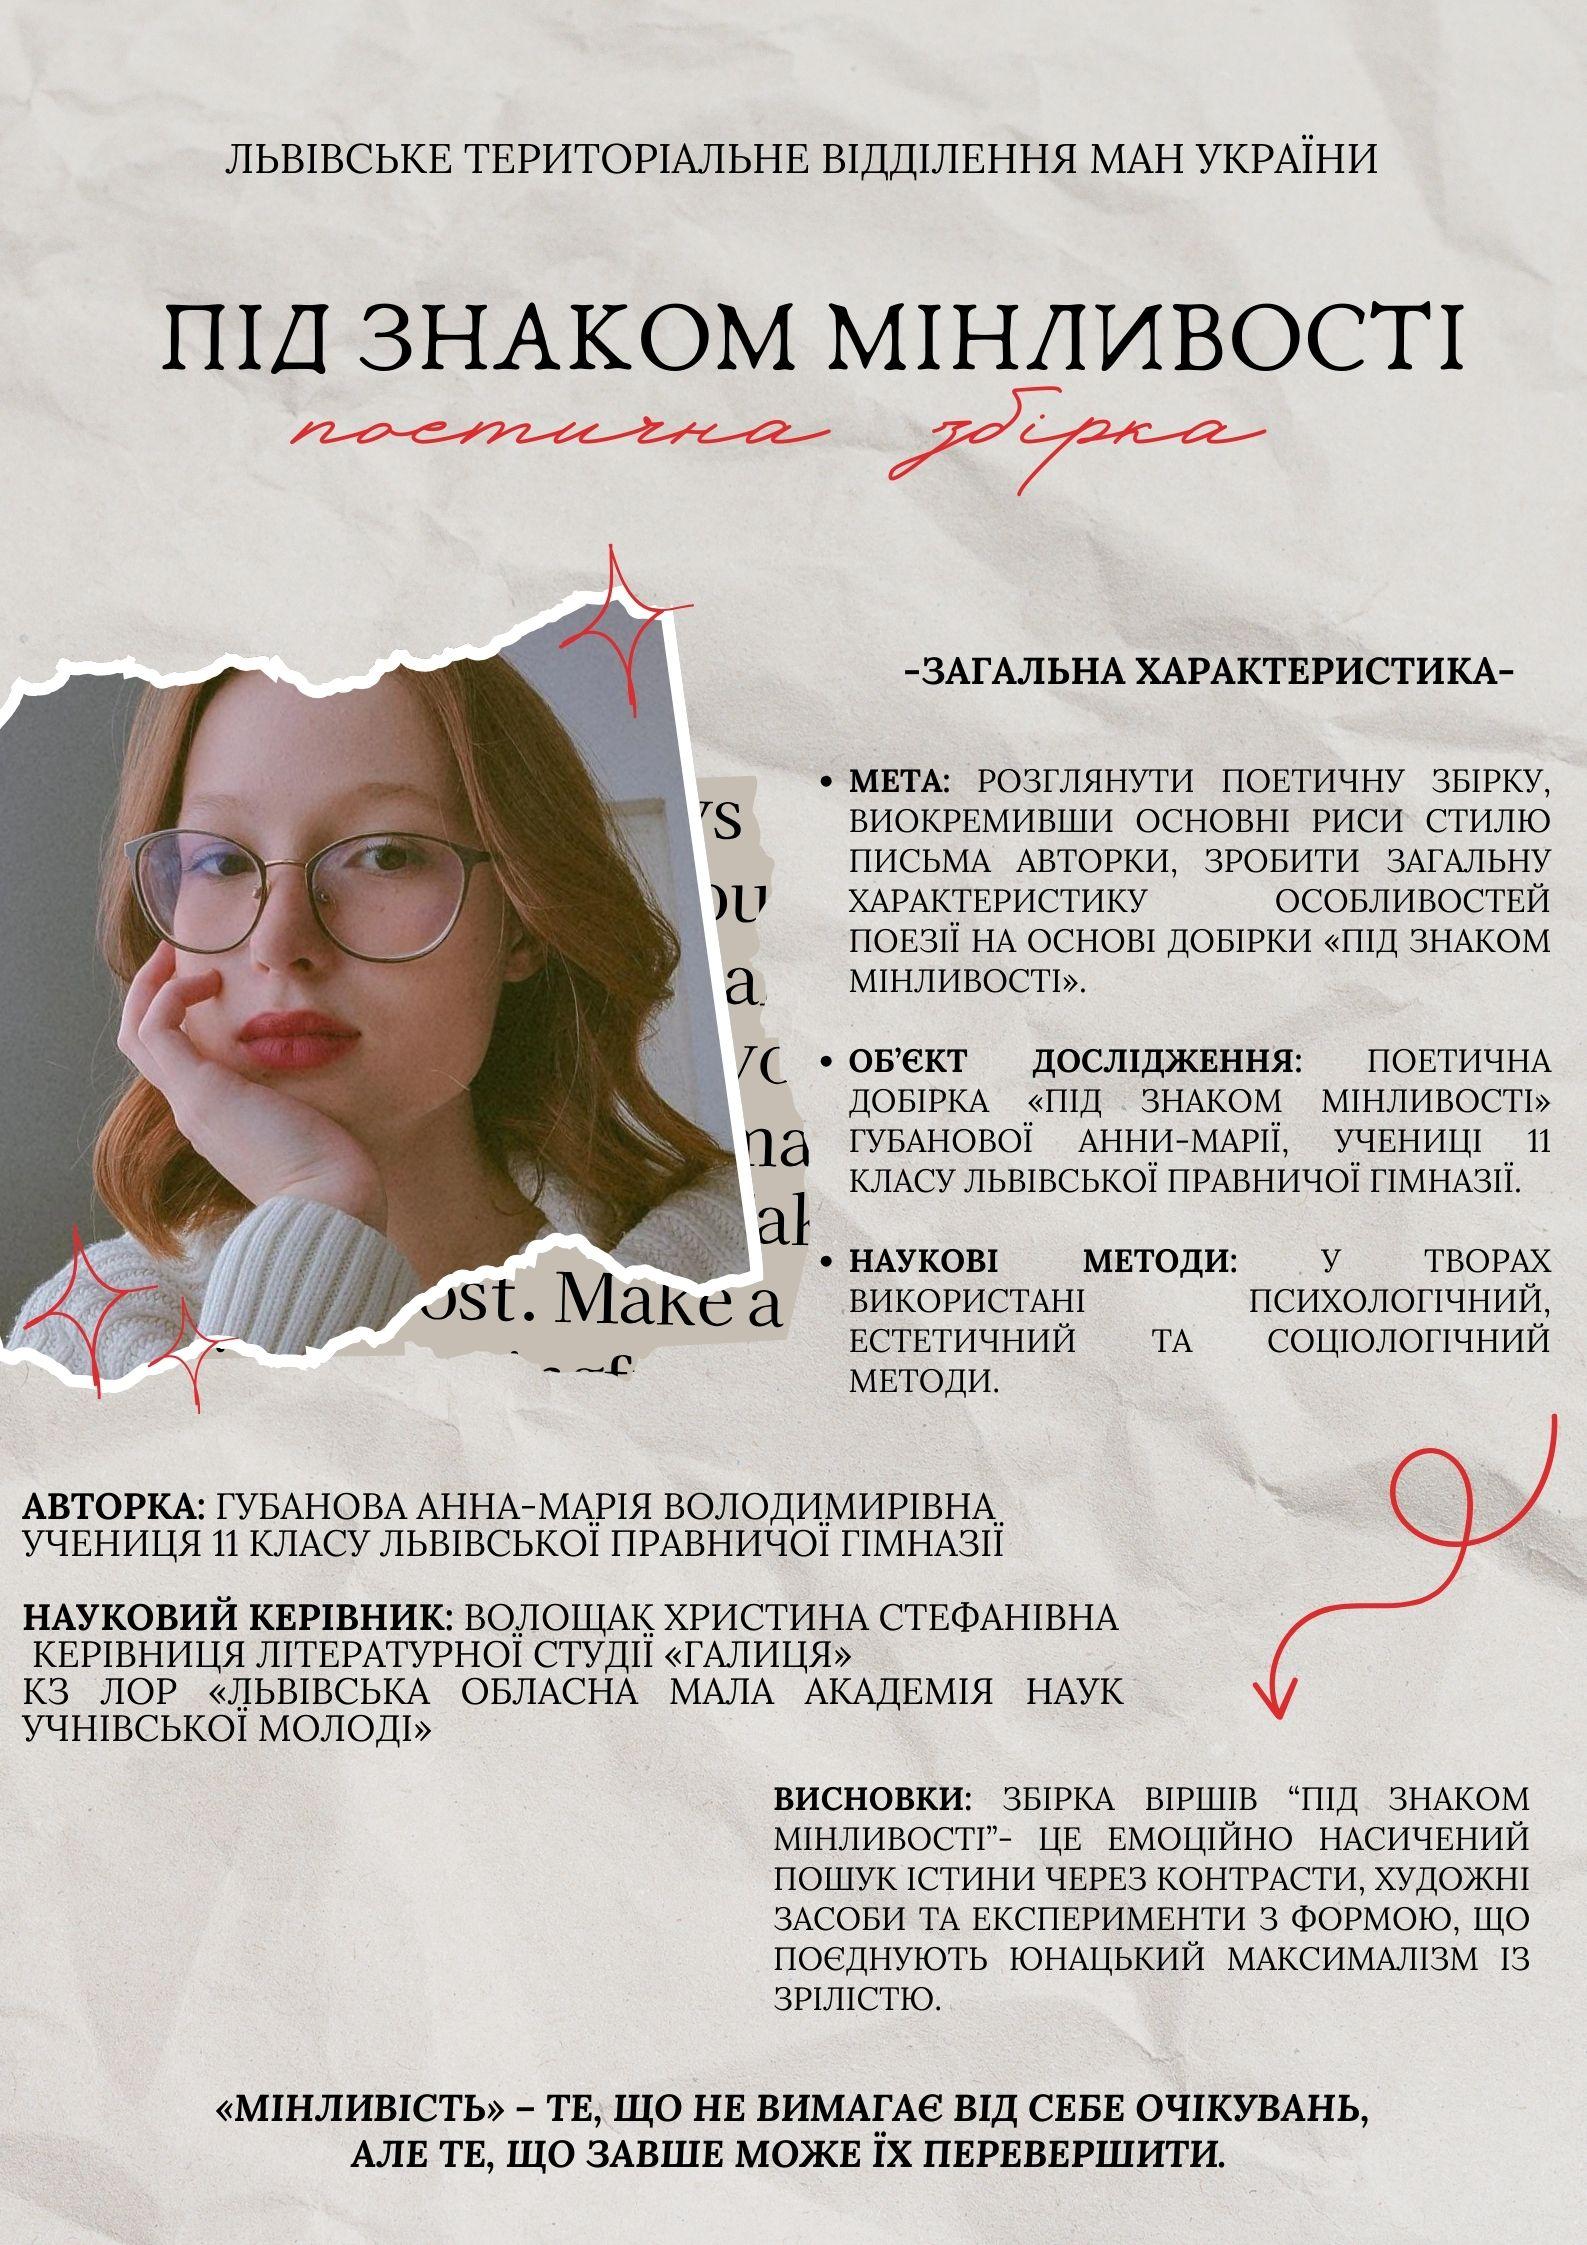 ЛЬВІВСЬКЕ ТЕРИТОРІАЛЬНЕ ВІДДІЛЕННЯ МАН УКРАЇНИ
ПІД ЗНАКОМ МІНЛИВОСТІ
поетична збірка
-ЗАГАЛЬНА ХАРАКТЕРИСТИКА-
• МЕТА: РОЗГЛЯНУТИ ПОЕТИЧНУ ЗБІРКУ,
ВИОКРЕМИВШИ ОСНОВНІ РИСИ СТИЛЮ
ПИСЬМА АВТОРКИ, ЗРОБИТИ ЗАГАЛЬНУ
ХАРАКТЕРИСТИКУ ОСОБЛИВОСТЕЙ
ПОЕЗІЇ НА ОСНОВІ ДОБІРКИ «ПІД ЗНАКОМ
МІНЛИВОСТІ».
• ОБ’ЄКТ ДОСЛІДЖЕННЯ: ПОЕТИЧНА
ДОБІРКА «ПІД ЗНАКОМ МІНЛИВОСТІ»
ГУБАНОВОЇ АННИ-МАРІЇ, УЧЕНИЦІ 11
КЛАСУ ЛЬВІВСЬКОЇ ПРАВНИЧОЇ ГІМНАЗІЇ.
• НАУКОВІ МЕТОДИ: У ТВОРАХ
ВИКОРИСТАНІ ПСИХОЛОГІЧНИЙ,
ЕСТЕТИЧНИЙ ТА СОЦІОЛОГІЧНИЙ
МЕТОДИ.
ost. Make a
АВТОРКА: ГУБАНОВА АННА-МАРІЯ ВОЛОДИМИРІВНА
УЧЕНИЦЯ 11 КЛАСУ ЛЬВІВСЬКОЇ ПРАВНИЧОЇ ГІМНАЗІЇ
НАУКОВИЙ КЕРІВНИК: ВОЛОЩАК ХРИСТИНА СТЕФАНІВНА
КЕРІВНИЦЯ ЛІТЕРАТУРНОЇ СТУДІЇ «ГАЛИЦЯ»
КЗ ЛОР «ЛЬВІВСЬКА ОБЛАСНА МАЛА АКАДЕМІЯ НАУК
УЧНІВСЬКОЇ МОЛОДІ»
ВИСНОВКИ: ЗБІРКА ВІРШІВ “ПІД ЗНАКОМ
МІНЛИВОСТІ”- ЦЕ ЕМОЦІЙНО НАСИЧЕНИЙ
ПОШУК ІСТИНИ ЧЕРЕЗ КОНТРАСТИ, ХУДОЖНІ
ЗАСОБИ ТА ЕКСПЕРИМЕНТИ З ФОРМОЮ, ЩО
ПОЄДНУЮТЬ ЮНАЦЬКИЙ МАКСИМАЛІЗМ ІЗ
ЗРІЛІСТЮ.
«МІНЛИВІСТЬ» – ТЕ, ЩО НЕ ВИМАГАЄ ВІД СЕБЕ ОЧІКУВАНЬ,
АЛЕ ТЕ, ЩО ЗАВШЕ МОЖЕ ЇХ ПЕРЕВЕРШИТИ.